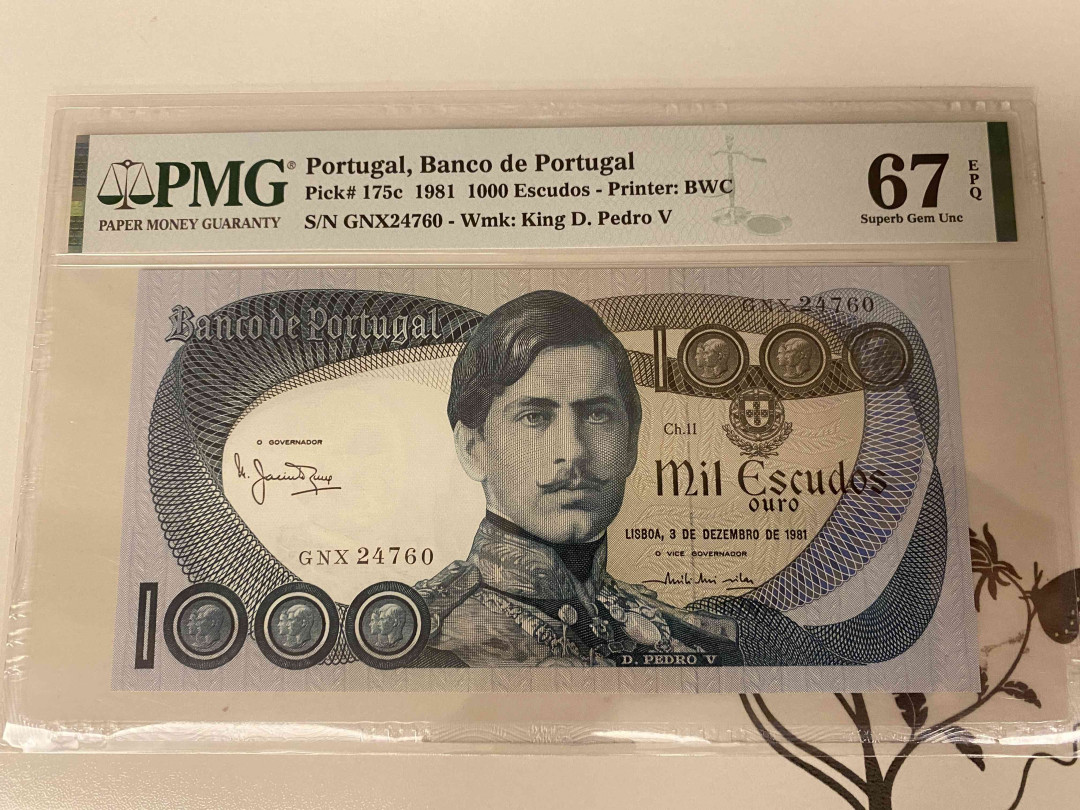 PMG®
PAPER MONEY GUARANTY
Portugal, Banco de Portugal
Pick# 175c 1981 1000 Escudos - Printer: BWC
S/N GNX24760 - Wmk: King D. Pedro V
67
Superb Gem Unc
EPQ
Banco de Portugal
GNX 24760
1000
Ch.11
Mil Escudos
ouro
LISBOA, 3 DE DEZEMBRO DE 1981
O VICE GOVERNADOR
O GOVERNADOR
GNX 24760
1000
D. PEDRO V